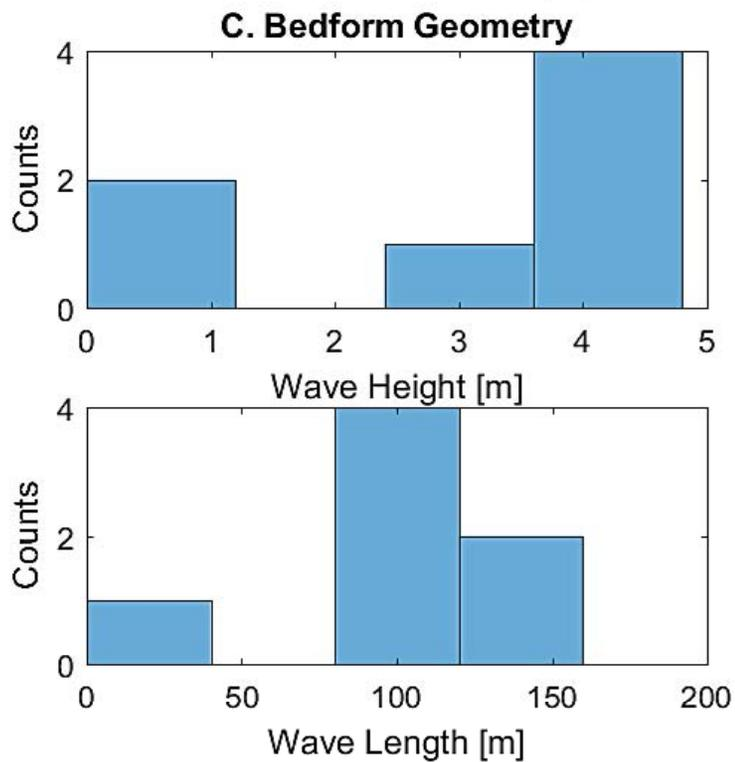 C. Bedform Geometry
4
2
0
Counts
0 1 2 3 4 5
Wave Height [m]
4
2
0
Counts
0 50 100 150 200
Wave Length [m]